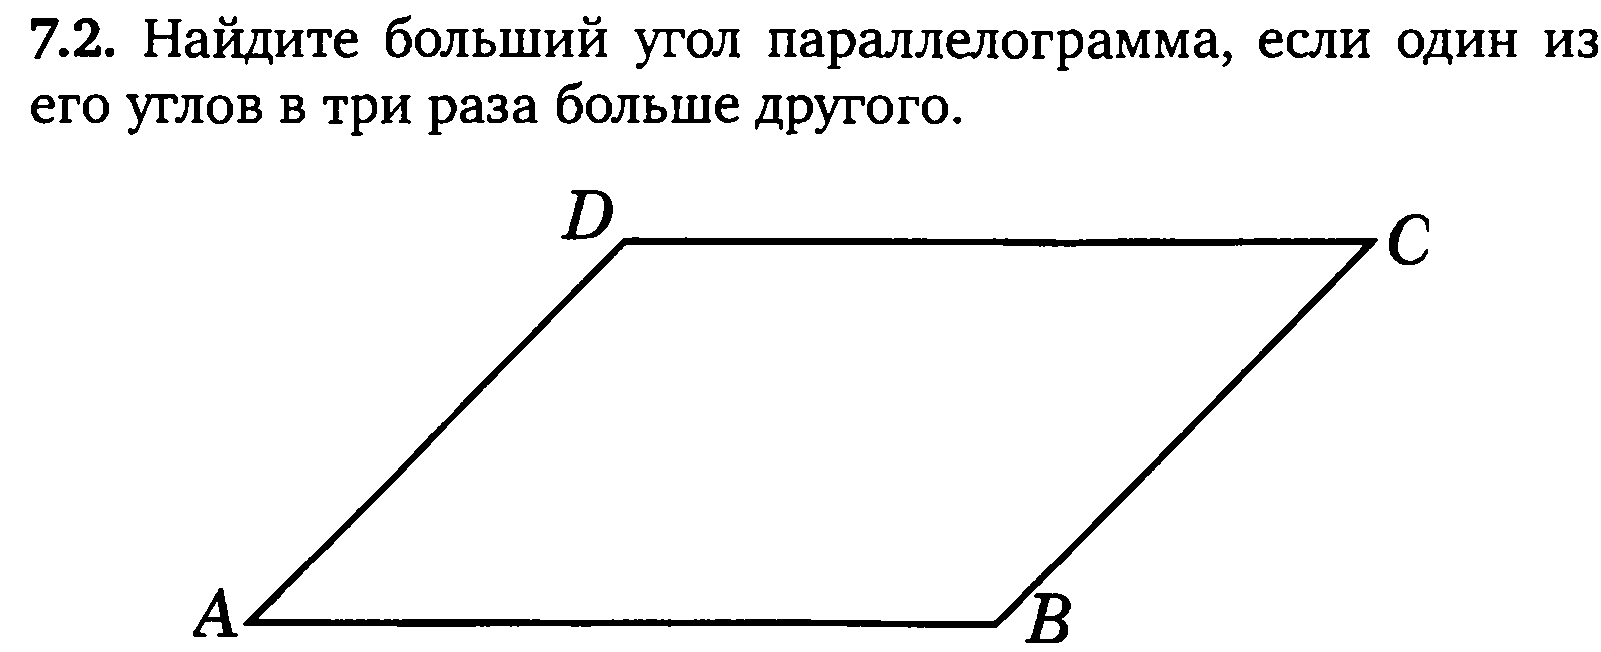 7.2. Найдите больший угол параллелограмма, если один из
его углов в три раза больше другого.
D
C
A
B